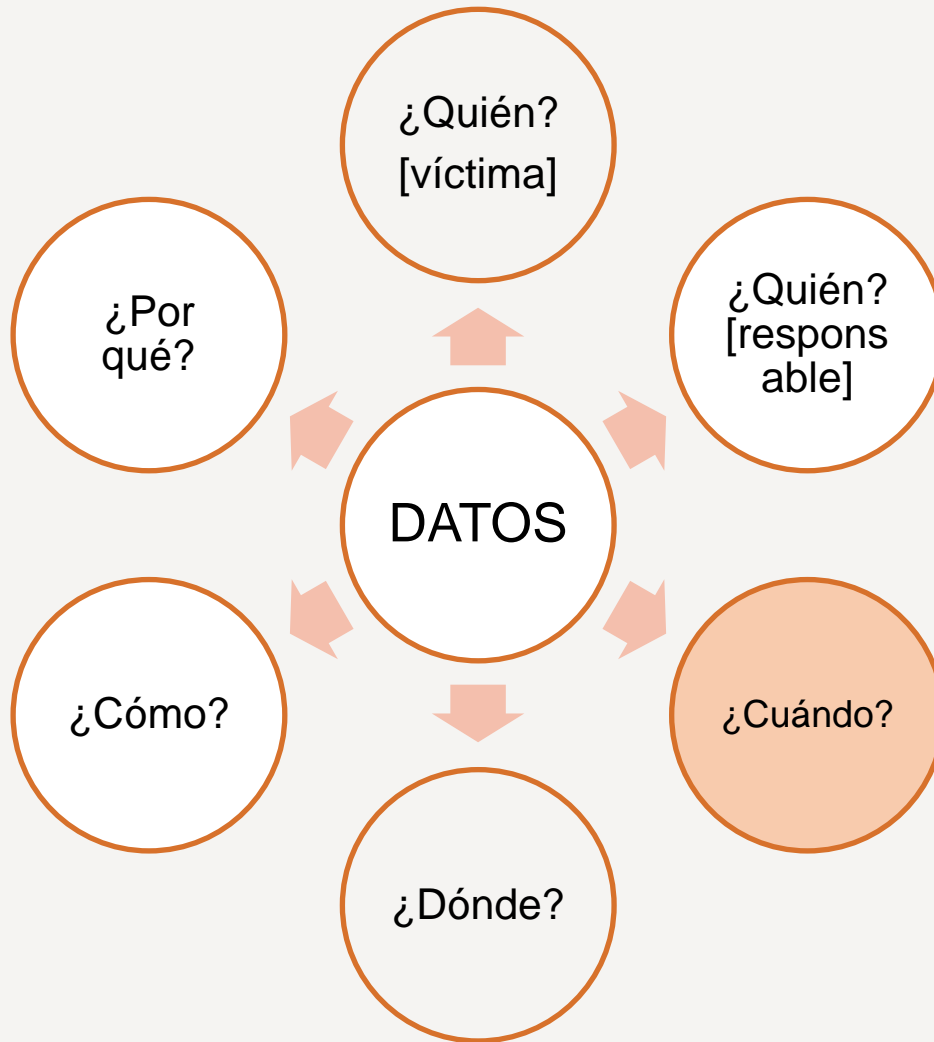 ¿Quién?
[víctima]
¿Quién?
[respons
able]
¿Por
qué?
DATOS
¿Cómo?
¿Cuándo?
¿Dónde?